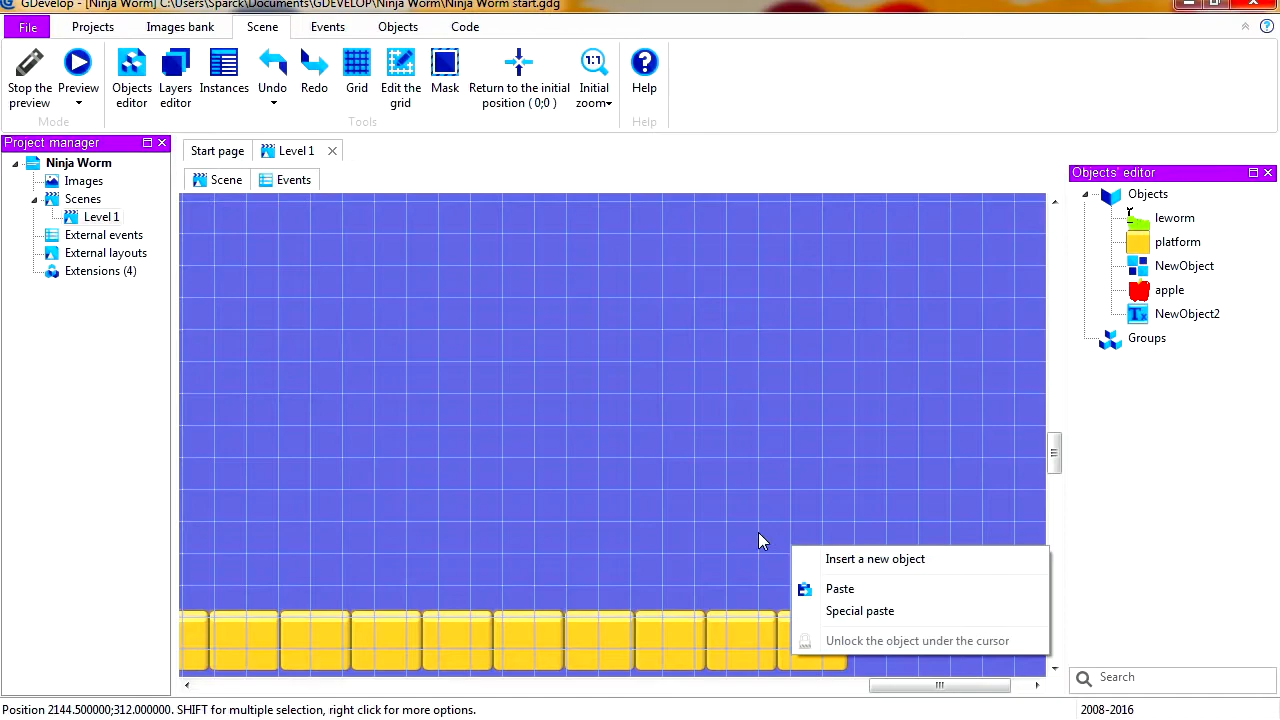 GDevelop - [Ninja Worm] C:\Users\Sparck\Documents\GDEVELOP\Ninja Worm\Ninja Worm start.gdg
File Projects Images bank Scene Events Objects Code
Stop the preview
Preview
Objects editor
Layers editor
Instances
Undo
Redo
Grid
Edit the grid
Mask
Return to the initial position ( 0;0 )
Initial zoom
Help
Mode Tools Help
Project manager
Ninja Worm
Images
Scenes
Level 1
External events
External layouts
Extensions (4)
Start page Level 1
Scene Events
Insert a new object
Paste
Special paste
Unlock the object under the cursor
Objects' editor
Objects
leworm
platform
NewObject
apple
Tx NewObject2
Groups
Search
Position 2144.500000;312.000000. SHIFT for multiple selection, right click for more options.
2008-2016